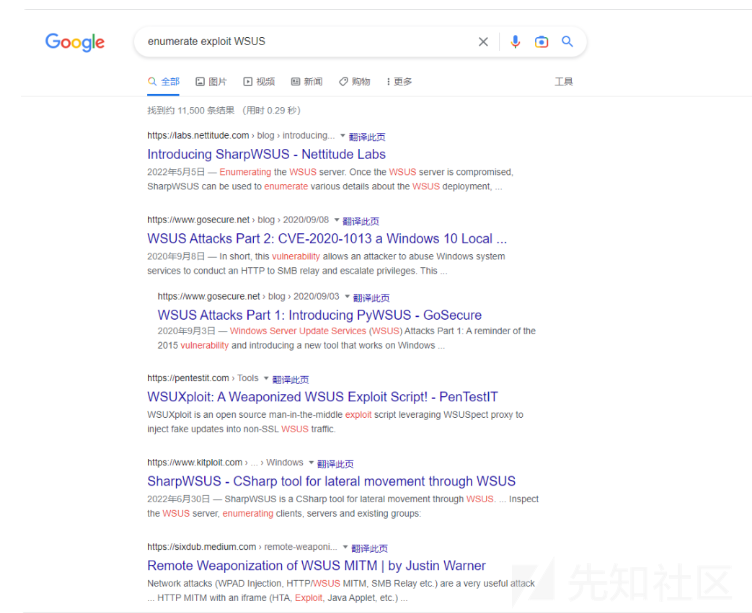 Google
enumerate exploit WSUS
全部 图片 视频 新闻 购物 更多 工具
找到约 11,500 条结果 （用时 0.29 秒）
https://labs.nettitude.com › blog › introducing... 翻译此页
Introducing SharpWSUS - Nettitude Labs
2022年5月5日 — Enumerating the WSUS server. Once the WSUS server is compromised,
SharpWSUS can be used to enumerate various details about the WSUS deployment, ...
https://www.gosecure.net › blog › 2020/09/08 翻译此页
WSUS Attacks Part 2: CVE-2020-1013 a Windows 10 Local ...
2020年9月8日 — In short, this vulnerability allows an attacker to abuse Windows system
services to conduct an HTTP to SMB relay and escalate privileges. This ...
https://www.gosecure.net › blog › 2020/09/03 翻译此页
WSUS Attacks Part 1: Introducing PyWSUS - GoSecure
2020年9月3日 — Windows Server Update Services (WSUS) Attacks Part 1: A reminder of the
2015 vulnerability and introducing a new tool that works on Windows ...
https://pentestit.com › Tools 翻译此页
WSUXploit: A Weaponized WSUS Exploit Script! - PenTestIT
WSUXploit is an open source man-in-the-middle exploit script leveraging WSUSpect proxy to
inject fake updates into non-SSL WSUS traffic.
https://www.kitploit.com › ... › Windows 翻译此页
SharpWSUS - CSharp tool for lateral movement through WSUS
2022年6月30日 — SharpWSUS is a CSharp tool for lateral movement through WSUS. ... Inspect
the WSUS server, enumerating clients, servers and existing groups:
https://sixdub.medium.com › remote-weaponi... 翻译此页
Remote Weaponization of WSUS MITM | by Justin Warner
Network attacks (WPAD Injection, HTTP/WSUS MITM, SMB Relay etc.) are a very useful attack
... HTTP MITM with an iframe (HTA, Exploit, Java Applet, etc.) ...
先知社区